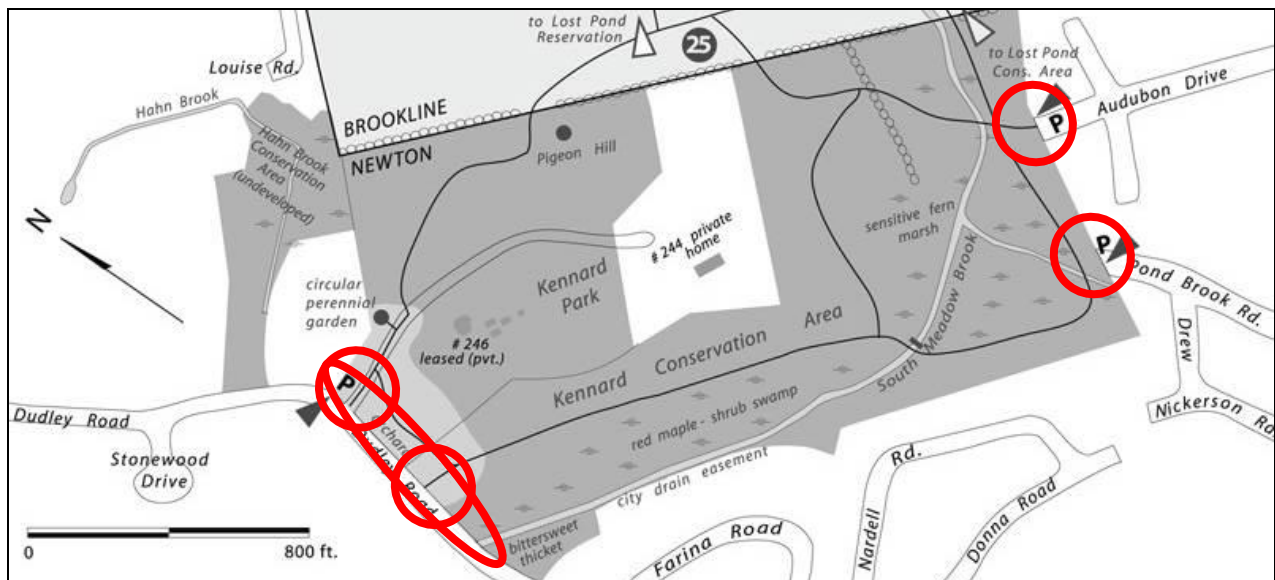 to Lost Pond
Reservation
25
to Lost Pond
Cons. Area
Louise Rd.
Hahn Brook
Audubon Drive
P
BROOKLINE
NEWTON
Pigeon Hill
Hahn Brook
Conservation
Area
(undeveloped)
N
sensitive fern
marsh
# 244 private
home
P
Pond Brook Rd.
circular
perennial
garden
Kennard
Park
# 246
leased (pvt.)
Kennard Conservation Area
South Meadow Brook
Drew
P
Dudley Road
Nickerson
red maple - shrub swamp
Stonewood
Drive
Dudley Road
city drain easement
Nardell Rd.
Donna Road
0 800 ft.
bittersweet
thicket
Farina Road